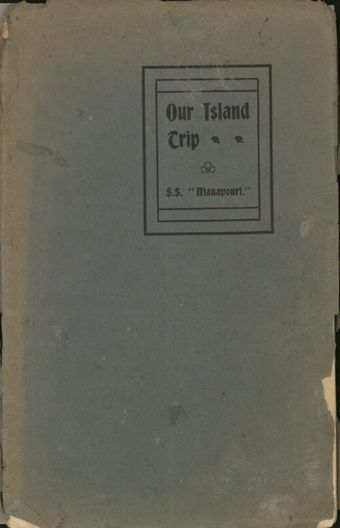 Our Island
Trip
S.S. "Manapouri."